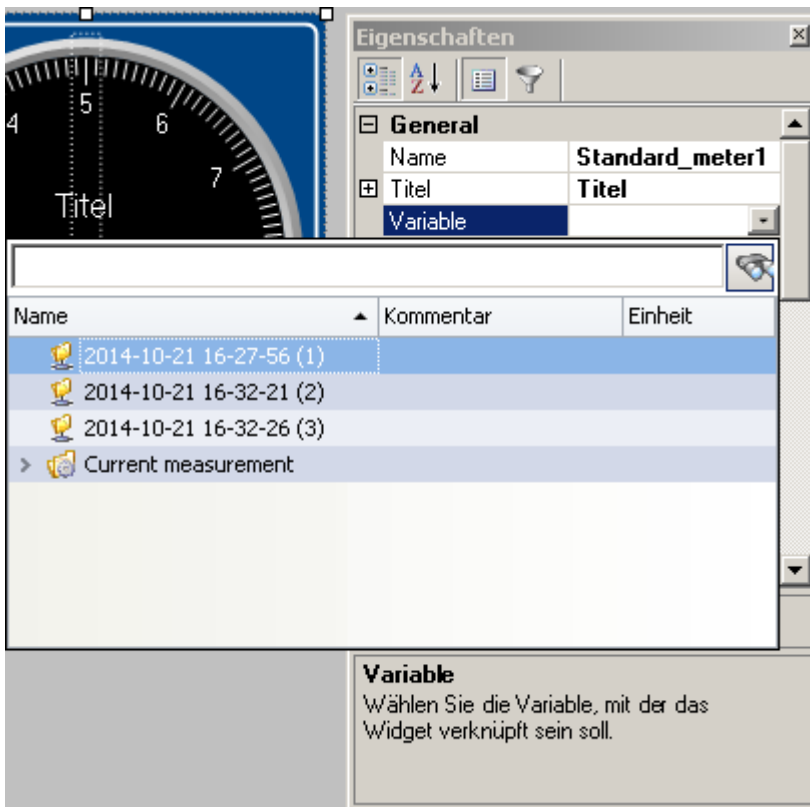 Eigenschaften
4
5
6
7
Titel
General
Name Standard_meter1
Titel Titel
Variable
Name Kommentar Einheit
2014-10-21 16-27-56 (1)
2014-10-21 16-32-21 (2)
2014-10-21 16-32-26 (3)
Current measurement
Variable
Wählen Sie die Variable, mit der das
Widget verknüpft sein soll.